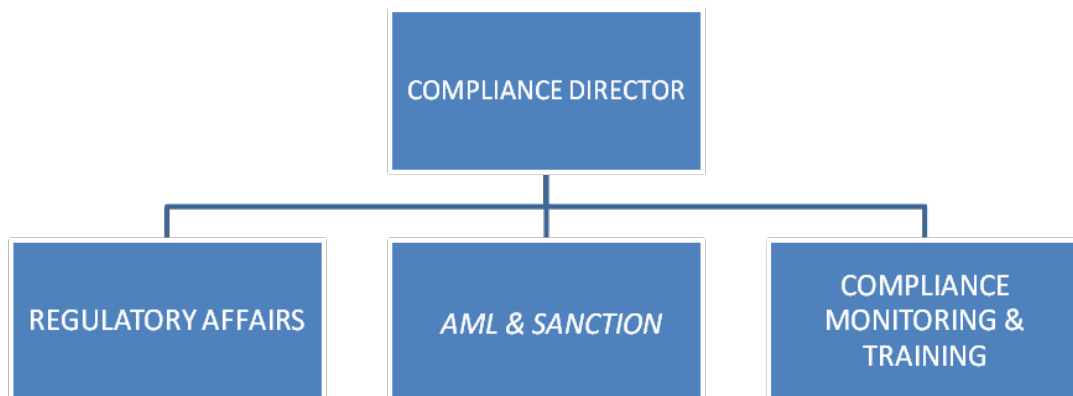 COMPLIANCE DIRECTOR
REGULATORY AFFAIRS
AML & SANCTION
COMPLIANCE
MONITORING &
TRAINING